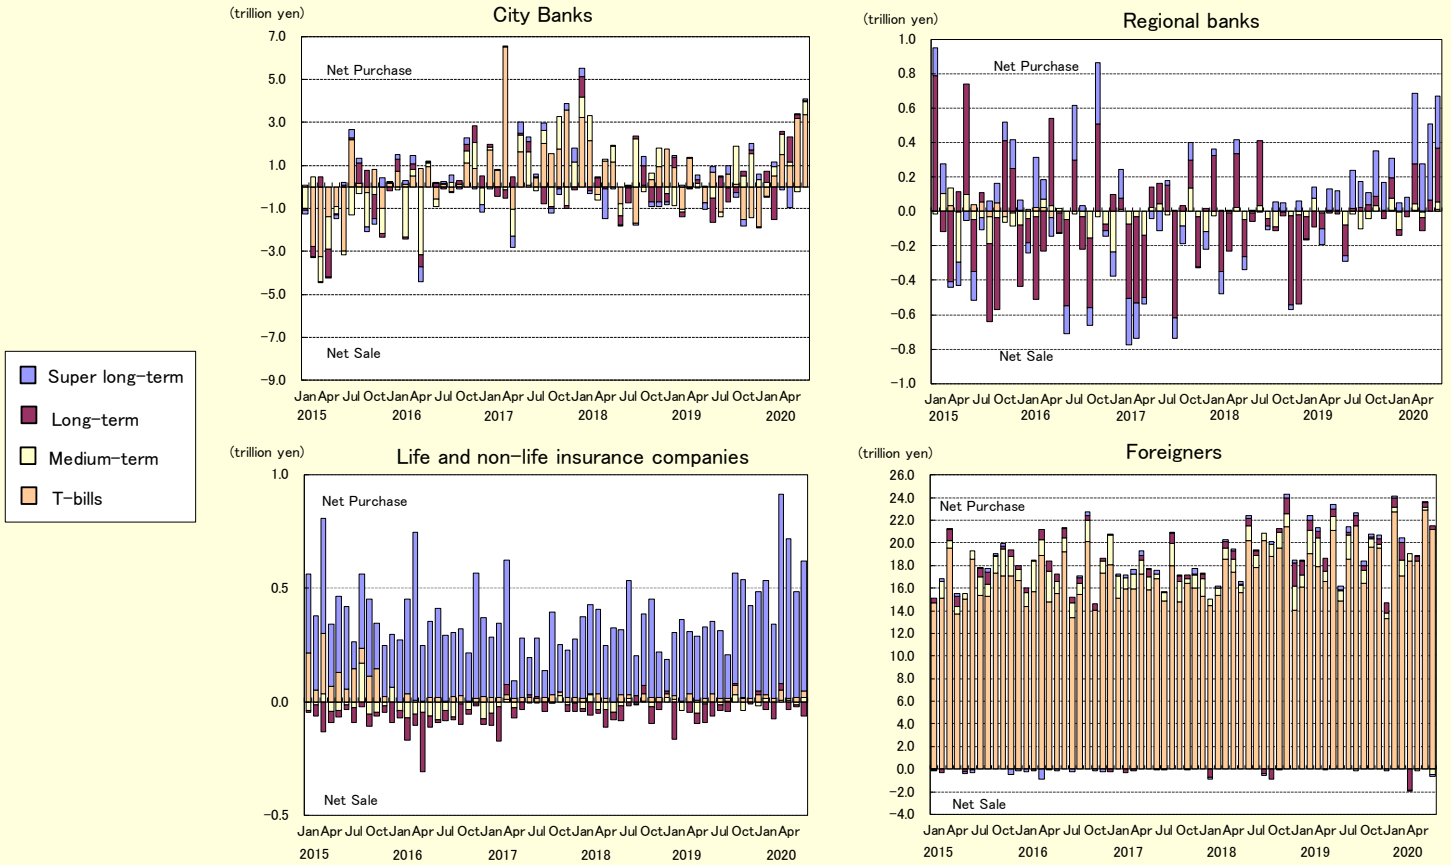 (trillion yen)
City Banks
7.0
5.0
3.0
1.0
-1.0
-3.0
-5.0
-7.0
-9.0
Net Purchase
Net Sale
Jan Apr Jul Oct Jan Apr Jul Oct Jan Apr Jul Oct Jan Apr Jul Oct Jan Apr Jul Oct Jan Apr
2015 2016 2017 2018 2019 2020
(trillion yen)
Regional banks
1.0
0.8
0.6
0.4
0.2
0.0
-0.2
-0.4
-0.6
-0.8
-1.0
Net Purchase
Net Sale
Jan Apr Jul Oct Jan Apr Jul Oct Jan Apr Jul Oct Jan Apr Jul Oct Jan Apr Jul Oct Jan Apr
2015 2016 2017 2018 2019 2020
Super long-term
Long-term
Medium-term
T-bills
(trillion yen)
Life and non-life insurance companies
1.0
0.5
0.0
-0.5
Net Purchase
Net Sale
Jan Apr Jul Oct Jan Apr Jul Oct Jan Apr Jul Oct Jan Apr Jul Oct Jan Apr Jul Oct Jan Apr
2015 2016 2017 2018 2019 2020
(trillion yen)
Foreigners
26.0
24.0
22.0
20.0
18.0
16.0
14.0
12.0
10.0
8.0
6.0
4.0
2.0
0.0
-2.0
-4.0
Net Purchase
Net Sale
Jan Apr Jul Oct Jan Apr Jul Oct Jan Apr Jul Oct Jan Apr Jul Oct Jan Apr Jul Oct Jan Apr
2015 2016 2017 2018 2019 2020